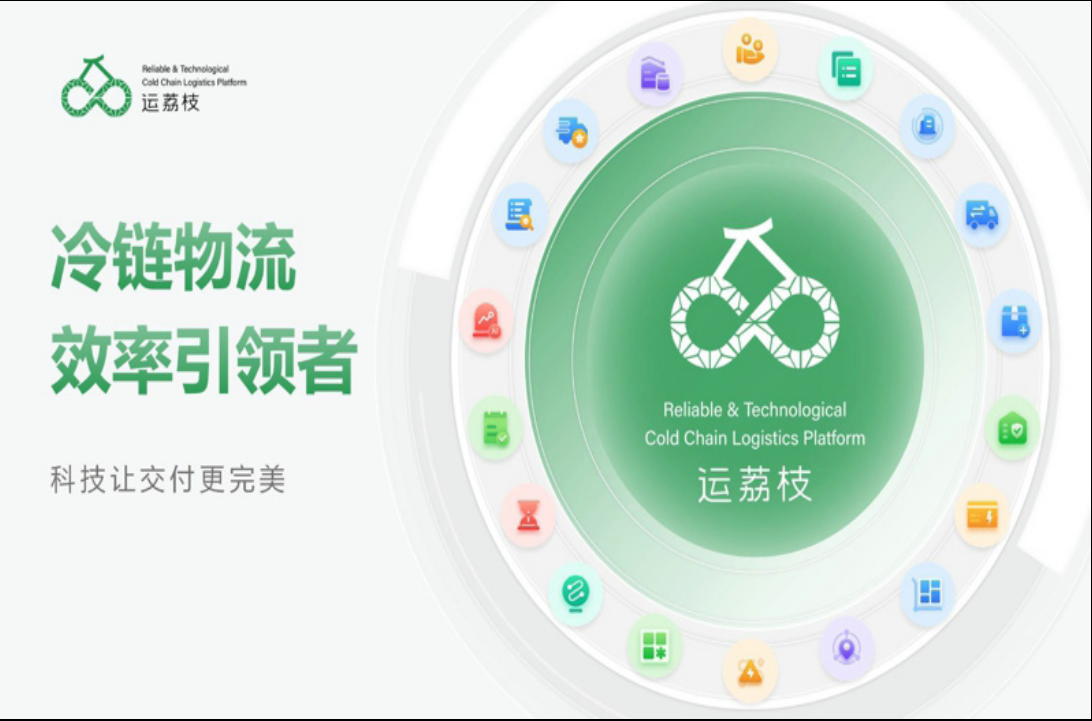 Reliable & Technological
Cold Chain Logistics Platform
运荔枝
冷链物流
效率引领者
科技让交付更完美
Reliable & Technological
Cold Chain Logistics Platform
运荔枝